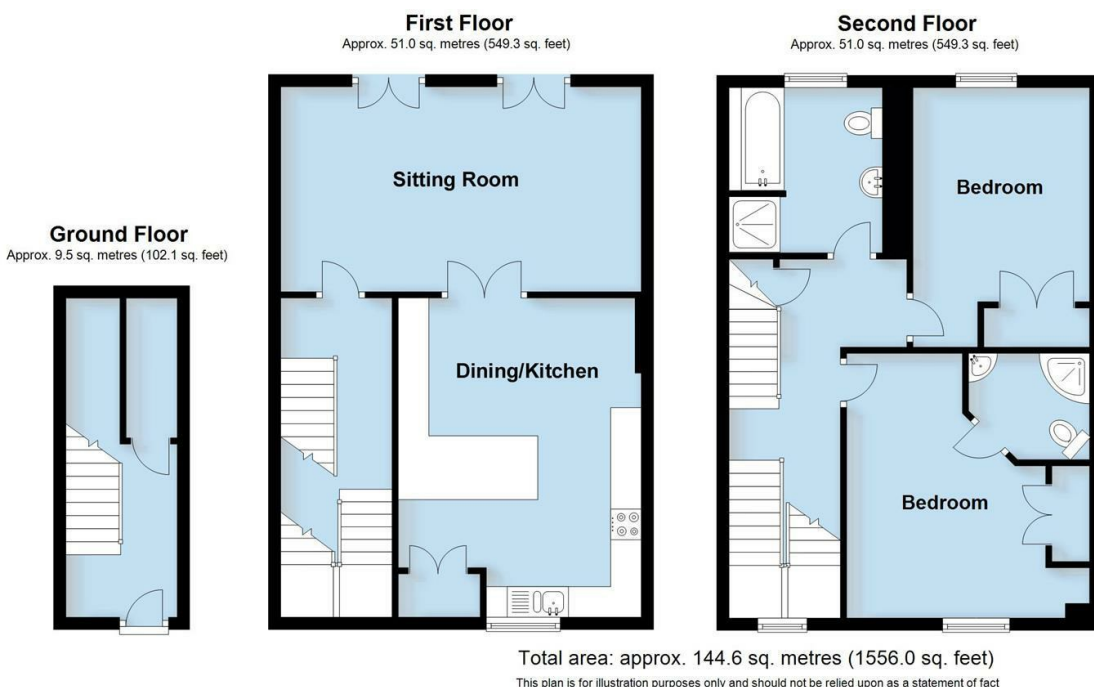 First Floor
Approx. 51.0 sq. metres (549.3 sq. feet)
Second Floor
Approx. 51.0 sq. metres (549.3 sq. feet)
Sitting Room
Bedroom
Ground Floor
Approx. 9.5 sq. metres (102.1 sq. feet)
Dining/Kitchen
Bedroom
Total area: approx. 144.6 sq. metres (1556.0 sq. feet)
This plan is for illustration purposes only and should not be relied upon as a statement of fact